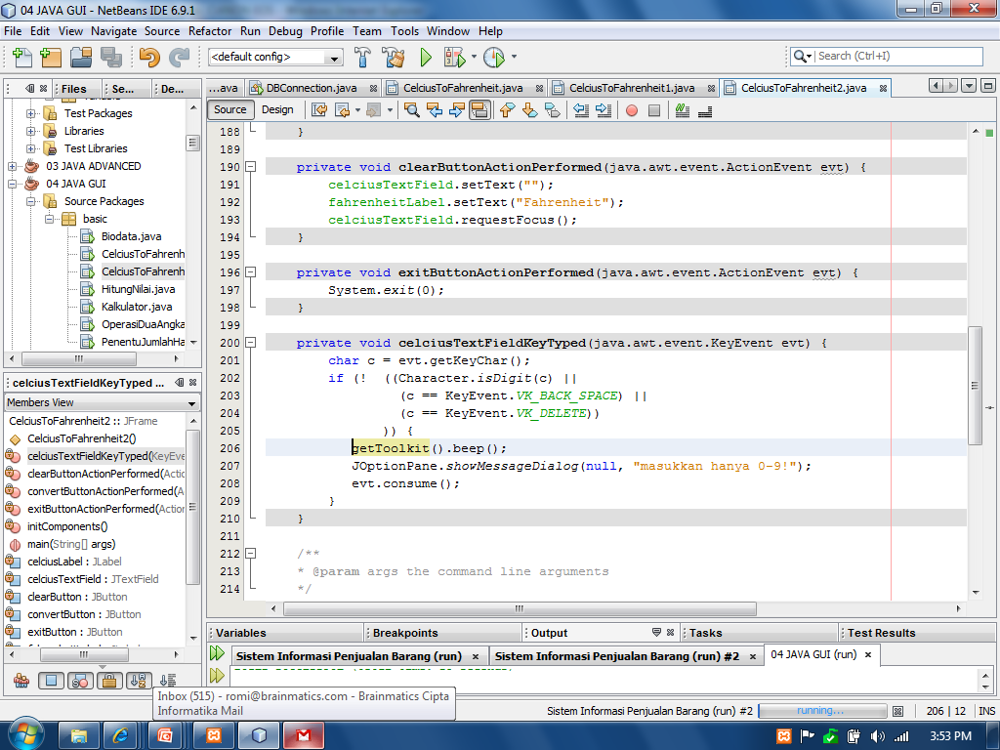 04 JAVA GUI - NetBeans IDE 6.9.1
File Edit View Navigate Source Refactor Run Debug Profile Team Tools Window Help
<default config>
Search (Ctrl+I)
Files Se... De...
...ava DBConnection.java CelciusToFahrenheit.java CelciusToFahrenheit1.java CelciusToFahrenheit2.java
Source Design
Test Packages
Libraries
Test Libraries
03 JAVA ADVANCED
04 JAVA GUI
Source Packages
basic
Biodata.java
CelciusToFahrenh
CelciusToFahrenh
HitungNilai.java
Kalkulator.java
OperasiDuaAngka
PenentuJumlahHa
188 }
189
190 private void clearButtonActionPerformed(java.awt.event.ActionEvent evt) {
191 celciusTextField.setText("");
192 fahrenheitLabel.setText("Fahrenheit");
193 celciusTextField.requestFocus();
194 }
195
196 private void exitButtonActionPerformed(java.awt.event.ActionEvent evt) {
197 System.exit(0);
198 }
199
200 private void celciusTextFieldKeyTyped(java.awt.event.KeyEvent evt) {
201 char c = evt.getKeyChar();
202 if (! ((Character.isDigit(c) ||
203 (c == KeyEvent.VK_BACK_SPACE) ||
204 (c == KeyEvent.VK_DELETE))
205 )) {
206 getToolkit().beep();
207 JOptionPane.showMessageDialog(null, "masukkan hanya 0-9!");
208 evt.consume();
209 }
210 }
211
212 /**
213 * @param args the command line arguments
214 */
celciusTextFieldKeyTyped ...
Members View
CelciusToFahrenheit2 :: JFrame
CelciusToFahrenheit2()
celciusTextFieldKeyTyped(KeyEve
clearButtonActionPerformed(Actic
convertButtonActionPerformed(A
exitButtonActionPerformed(Action
initComponents()
main(String[] args)
celciusLabel : JLabel
celciusTextField : JTextField
clearButton : JButton
convertButton : JButton
exitButton : JButton
Variables Breakpoints Output Tasks Test Results
Sistem Informasi Penjualan Barang (run) Sistem Informasi Penjualan Barang (run) #2 04 JAVA GUI (run)
Inbox (515) - romi@brainmatics.com - Brainmatics Cipta
Informatika Mail
Sistem Informasi Penjualan Barang (run) #2 running... 206 | 12 INS
3:53 PM